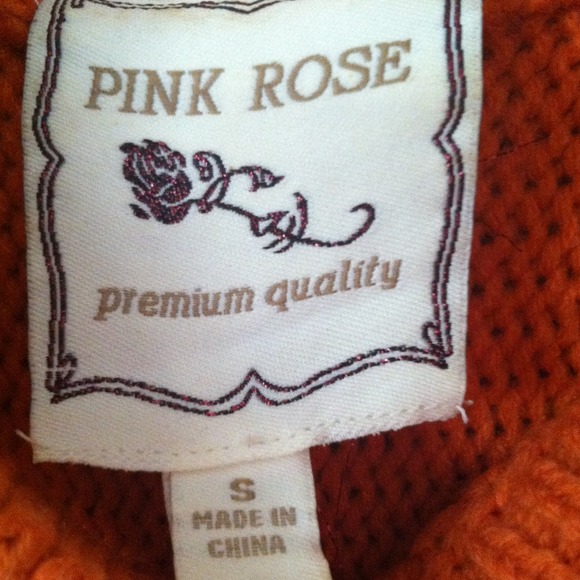 PINK ROSE
premium quality
S
MADE IN
CHINA